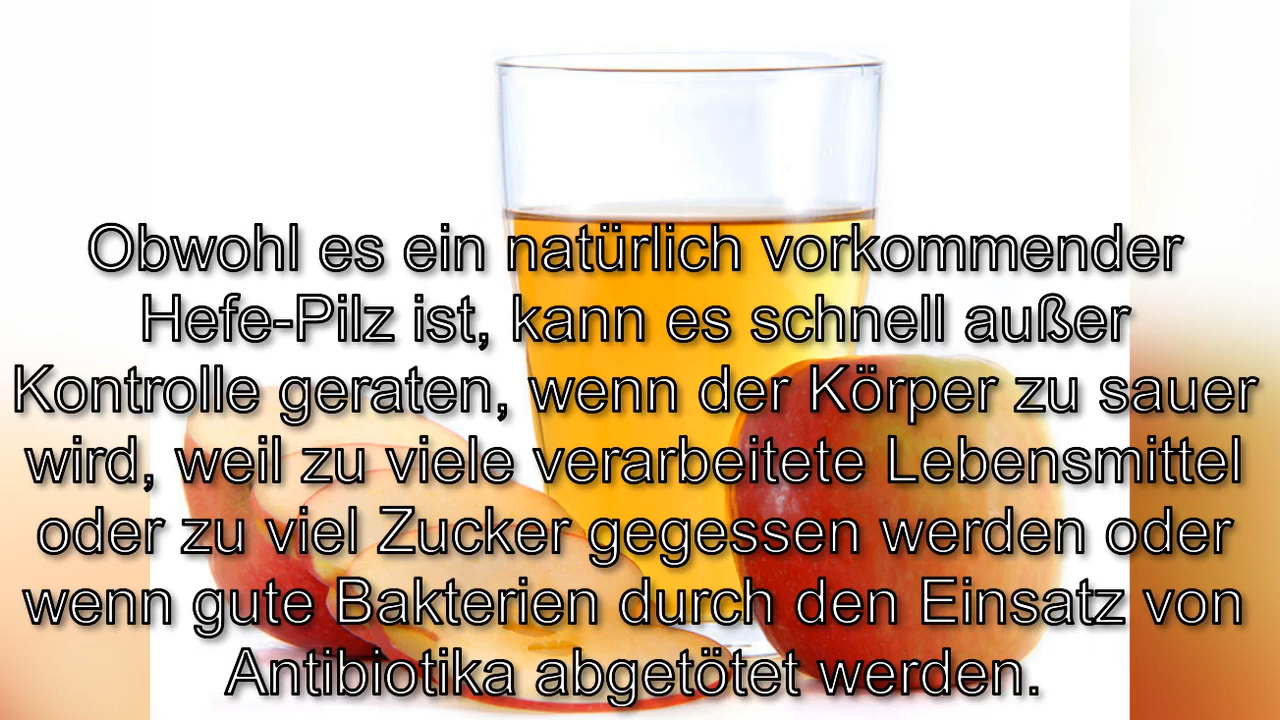 Obwohl es ein natürlich vorkommender
Hefe-Pilz ist, kann es schnell außer
Kontrolle geraten, wenn der Körper zu sauer
wird, weil zu viele verarbeitete Lebensmittel
oder zu viel Zucker gegessen werden oder
wenn gute Bakterien durch den Einsatz von
Antibiotika abgetötet werden.